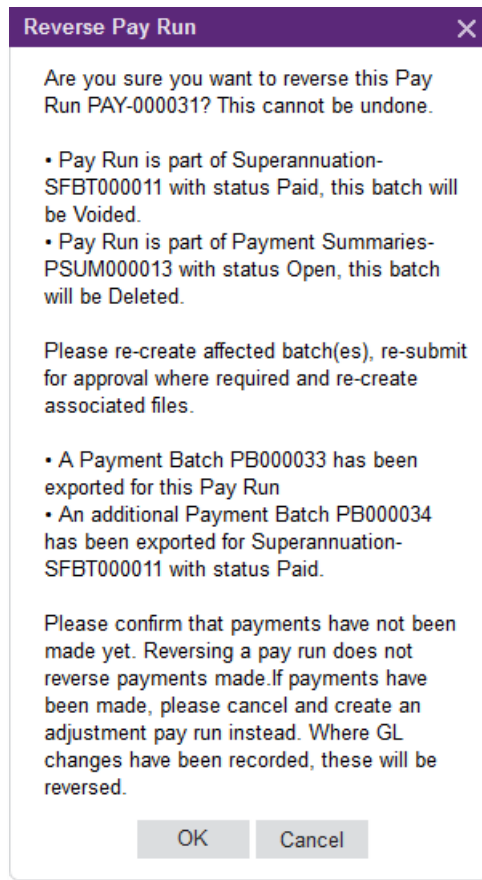 Reverse Pay Run
Are you sure you want to reverse this Pay
Run PAY-000031? This cannot be undone.
• Pay Run is part of Superannuation-
SFBT000011 with status Paid, this batch will
be Voided.
• Pay Run is part of Payment Summaries-
PSUM000013 with status Open, this batch
will be Deleted.
Please re-create affected batch(es), re-submit
for approval where required and re-create
associated files.
• A Payment Batch PB000033 has been
exported for this Pay Run
• An additional Payment Batch PB000034
has been exported for Superannuation-
SFBT000011 with status Paid.
Please confirm that payments have not been
made yet. Reversing a pay run does not
reverse payments made.If payments have
been made, please cancel and create an
adjustment pay run instead. Where GL
changes have been recorded, these will be
reversed.
OK Cancel